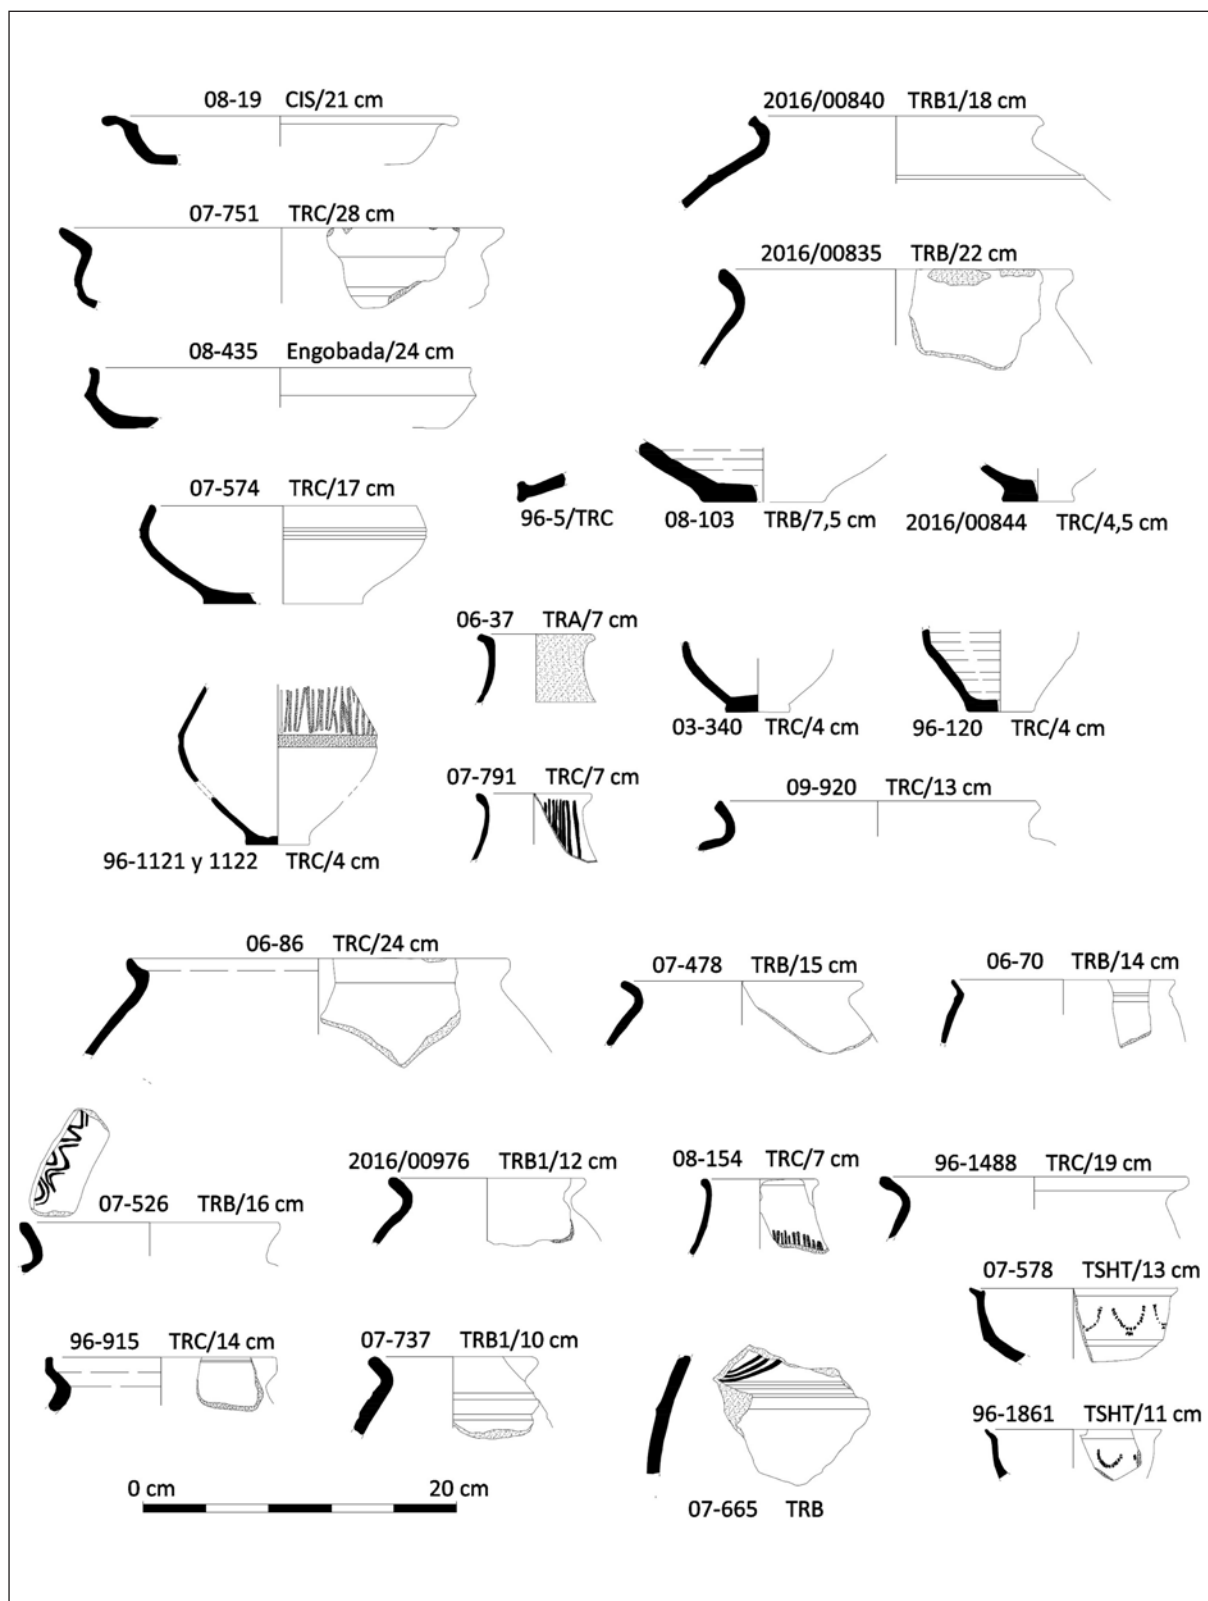 08-19 CIS/21 cm
2016/00840 TRB1/18 cm
07-751 TRC/28 cm
2016/00835 TRB/22 cm
08-435 Engobada/24 cm
07-574 TRC/17 cm
96-5/TRC
08-103 TRB/7,5 cm
2016/00844 TRC/4,5 cm
06-37 TRA/7 cm
03-340 TRC/4 cm
96-120 TRC/4 cm
07-791 TRC/7 cm
09-920 TRC/13 cm
96-1121 y 1122 TRC/4 cm
06-86 TRC/24 cm
07-478 TRB/15 cm
06-70 TRB/14 cm
2016/00976 TRB1/12 cm
08-154 TRC/7 cm
96-1488 TRC/19 cm
07-526 TRB/16 cm
07-578 TSHT/13 cm
96-915 TRC/14 cm
07-737 TRB1/10 cm
96-1861 TSHT/11 cm
0 cm 20 cm
07-665 TRB